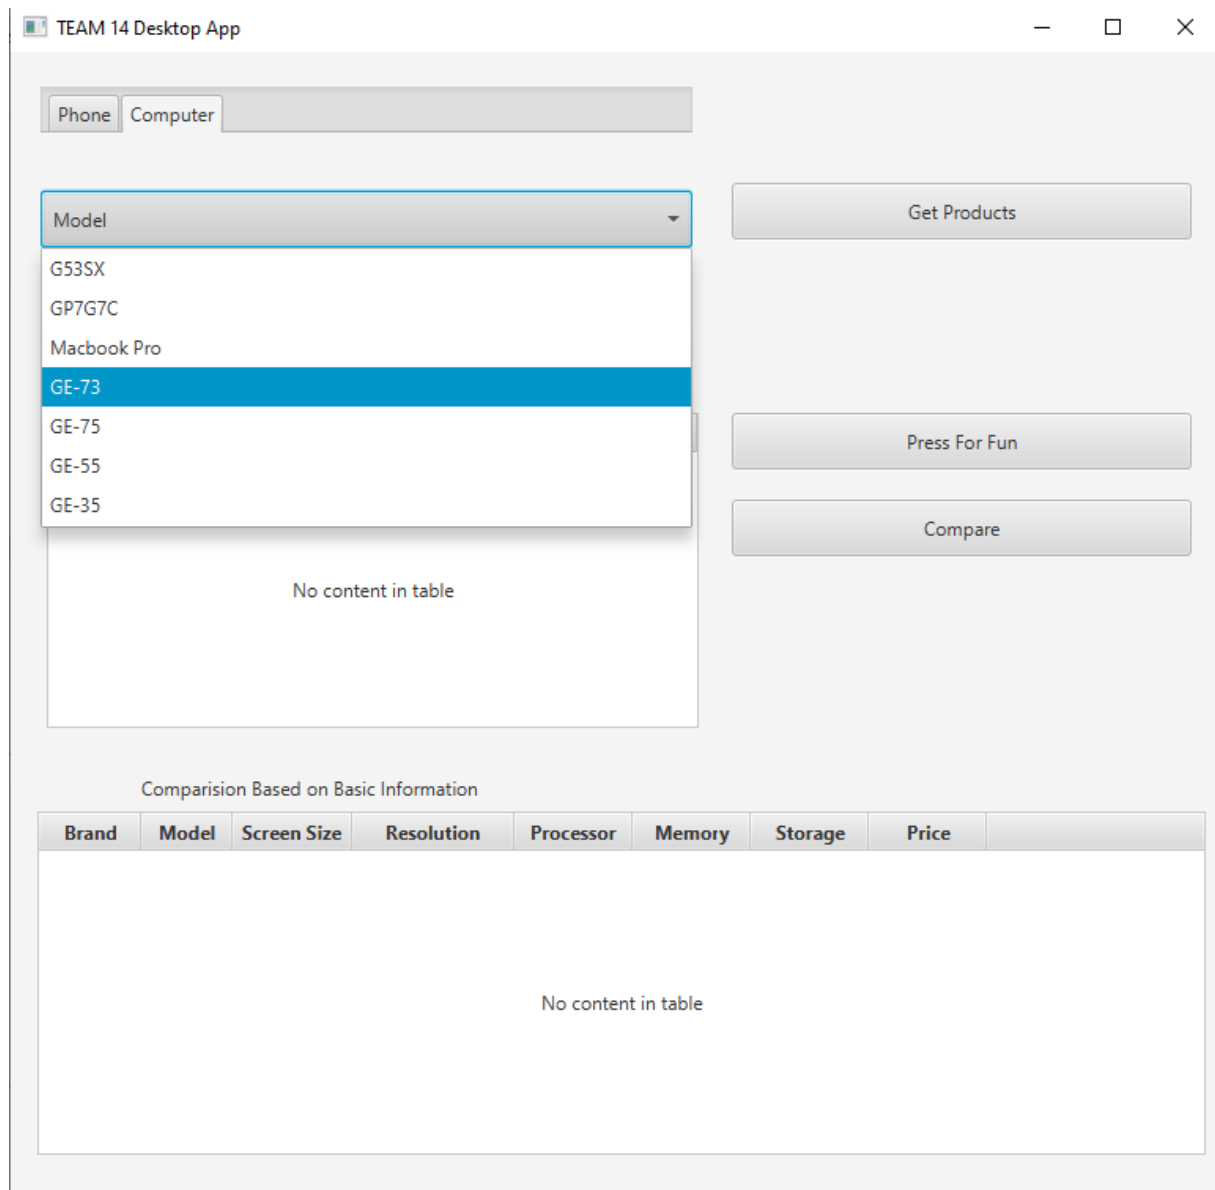 TEAM 14 Desktop App
Phone Computer
Model
Get Products
G53SX
GP7G7C
Macbook Pro
GE-73
GE-75
Press For Fun
GE-55
GE-35
Compare
No content in table
Comparision Based on Basic Information
Brand Model Screen Size Resolution Processor Memory Storage Price
No content in table